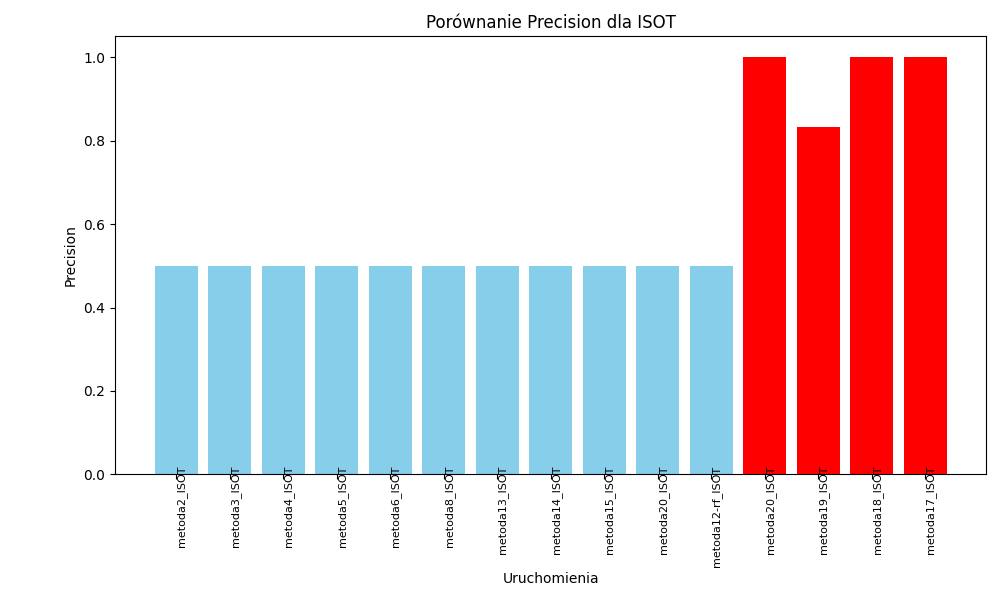 Porównanie Precision dla ISOT
Precision
1.0
0.8
0.6
0.4
0.2
0.0
metoda2_ISOT
metoda3_ISOT
metoda4_ISOT
metoda5_ISOT
metoda6_ISOT
metoda8_ISOT
metoda13_ISOT
metoda14_ISOT
metoda15_ISOT
metoda20_ISOT
metoda12-rf_ISOT
metoda20_ISOT
metoda19_ISOT
metoda18_ISOT
metoda17_ISOT
Uruchomienia